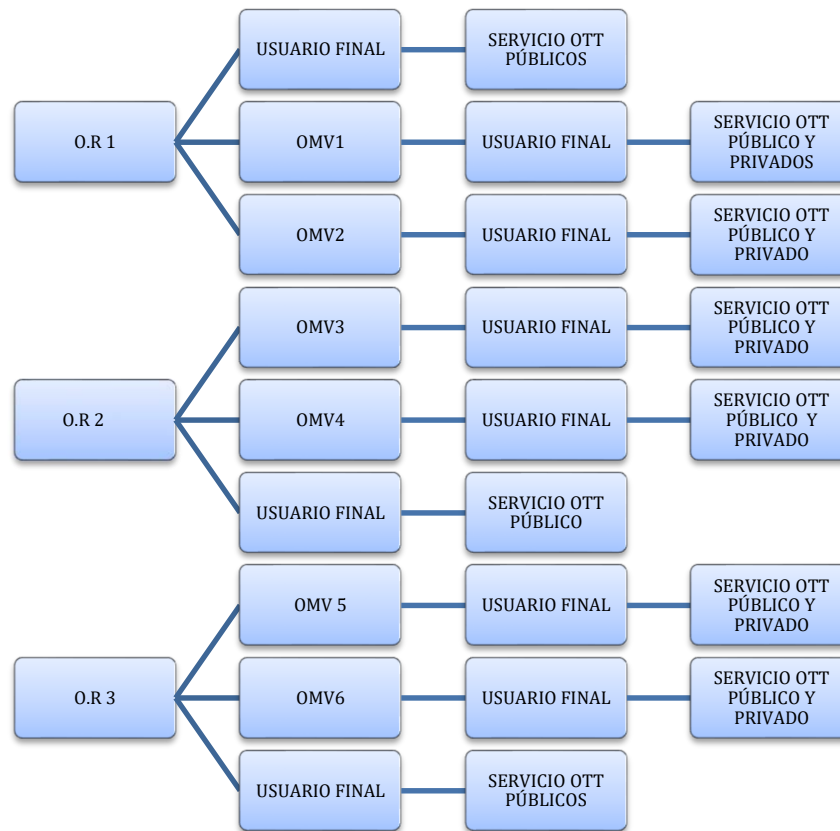 USUARIO FINAL
SERVICIO OTT
PÚBLICOS
O.R 1
OMV1
USUARIO FINAL
SERVICIO OTT
PÚBLICO Y
PRIVADOS
OMV2
USUARIO FINAL
SERVICIO OTT
PÚBLICO Y
PRIVADO
OMV3
USUARIO FINAL
SERVICIO OTT
PÚBLICO Y
PRIVADO
O.R 2
OMV4
USUARIO FINAL
SERVICIO OTT
PÚBLICO Y
PRIVADO
USUARIO FINAL
SERVICIO OTT
PÚBLICO
OMV 5
USUARIO FINAL
SERVICIO OTT
PÚBLICO Y
PRIVADO
O.R 3
OMV6
USUARIO FINAL
SERVICIO OTT
PÚBLICO Y
PRIVADO
USUARIO FINAL
SERVICIO OTT
PÚBLICOS